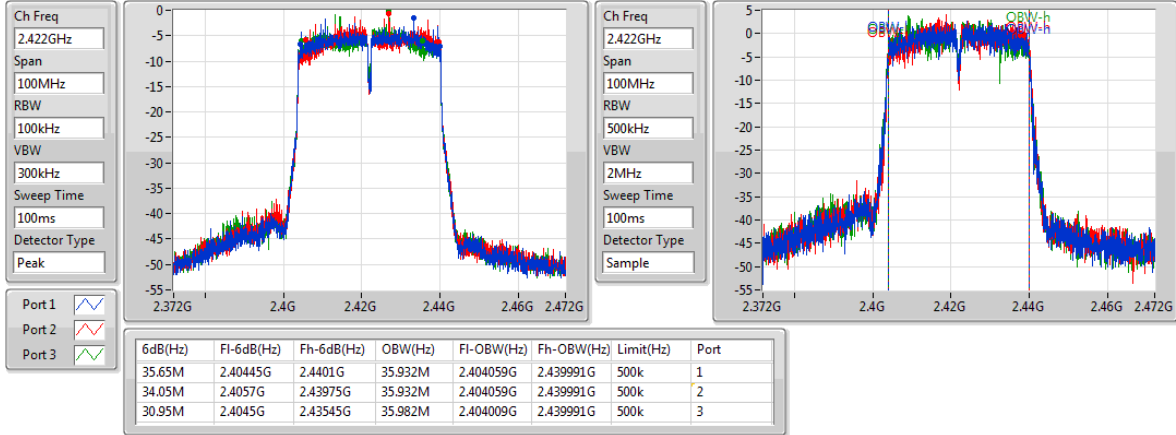 Ch Freq
2.422GHz
Span
100MHz
RBW
100kHz
VBW
300kHz
Sweep Time
100ms
Detector Type
Peak
Port 1
Port 2
Port 3
0
-5
-10
-15
-20
-25
-30
-35
-40
-45
-50
-55
2.372G 2.4G 2.42G 2.44G 2.46G 2.472G
Ch Freq
2.422GHz
Span
100MHz
RBW
500kHz
VBW
2MHz
Sweep Time
100ms
Detector Type
Sample
5
0
-5
-10
-15
-20
-25
-30
-35
-40
-45
-50
-55
OBW-h
OBW-h
2.372G 2.4G 2.42G 2.44G 2.46G 2.472G
6dB(Hz) Fl-6dB(Hz) Fh-6dB(Hz) OBW(Hz) Fl-OBW(Hz) Fh-OBW(Hz) Limit(Hz) Port
35.65M 2.40445G 2.4401G 35.932M 2.404059G 2.439991G 500k 1
34.05M 2.4057G 2.43975G 35.932M 2.404059G 2.439991G 500k 2
30.95M 2.4045G 2.43545G 35.982M 2.404009G 2.439991G 500k 3